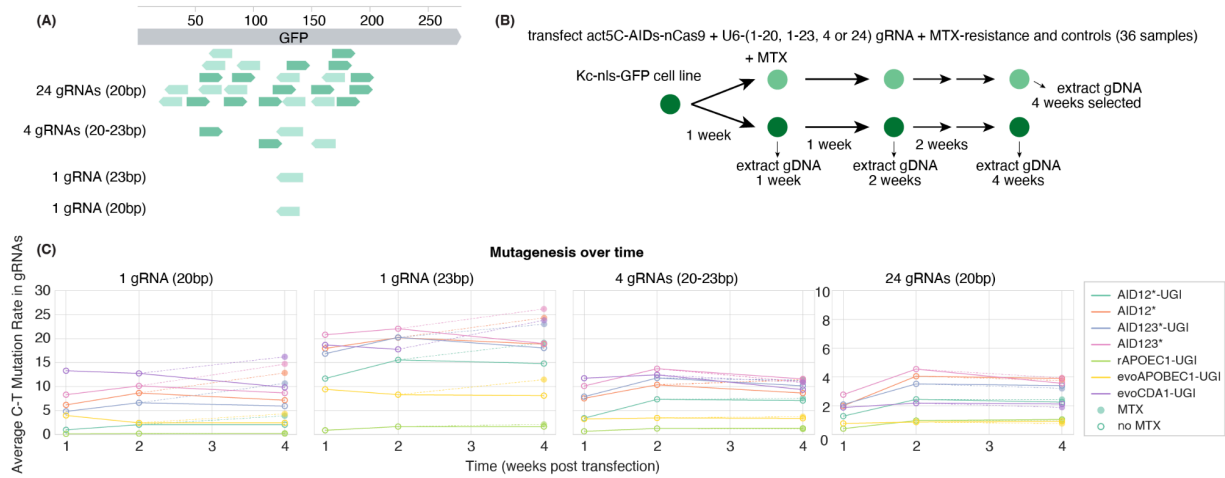 (A)
50 100 150 200 250
GFP
24 gRNAs (20bp)
4 gRNAs (20-23bp)
1 gRNA (23bp)
1 gRNA (20bp)
(B)
transfect act5C-AIDs-nCas9 + U6-(1-20, 1-23, 4 or 24) gRNA + MTX-resistance and controls (36 samples)
+ MTX
Kc-nls-GFP cell line
extract gDNA
4 weeks selected
1 week
1 week
2 weeks
extract gDNA
1 week
extract gDNA
2 weeks
extract gDNA
4 weeks
(C)
Mutagenesis over time
Average C-T Mutation Rate in gRNAs
1 gRNA (20bp)
1 gRNA (23bp)
4 gRNAs (20-23bp)
24 gRNAs (20bp)
30
25
20
15
10
5
0
10
8
6
4
2
0
1 2 3 4
1 2 3 4
1 2 3 4
1 2 3 4
Time (weeks post transfection)
AID12*-UGI
AID12*
AID123*-UGI
AID123*
rAPOEC1-UGI
evoAPOBEC1-UGI
evoCDA1-UGI
MTX
no MTX